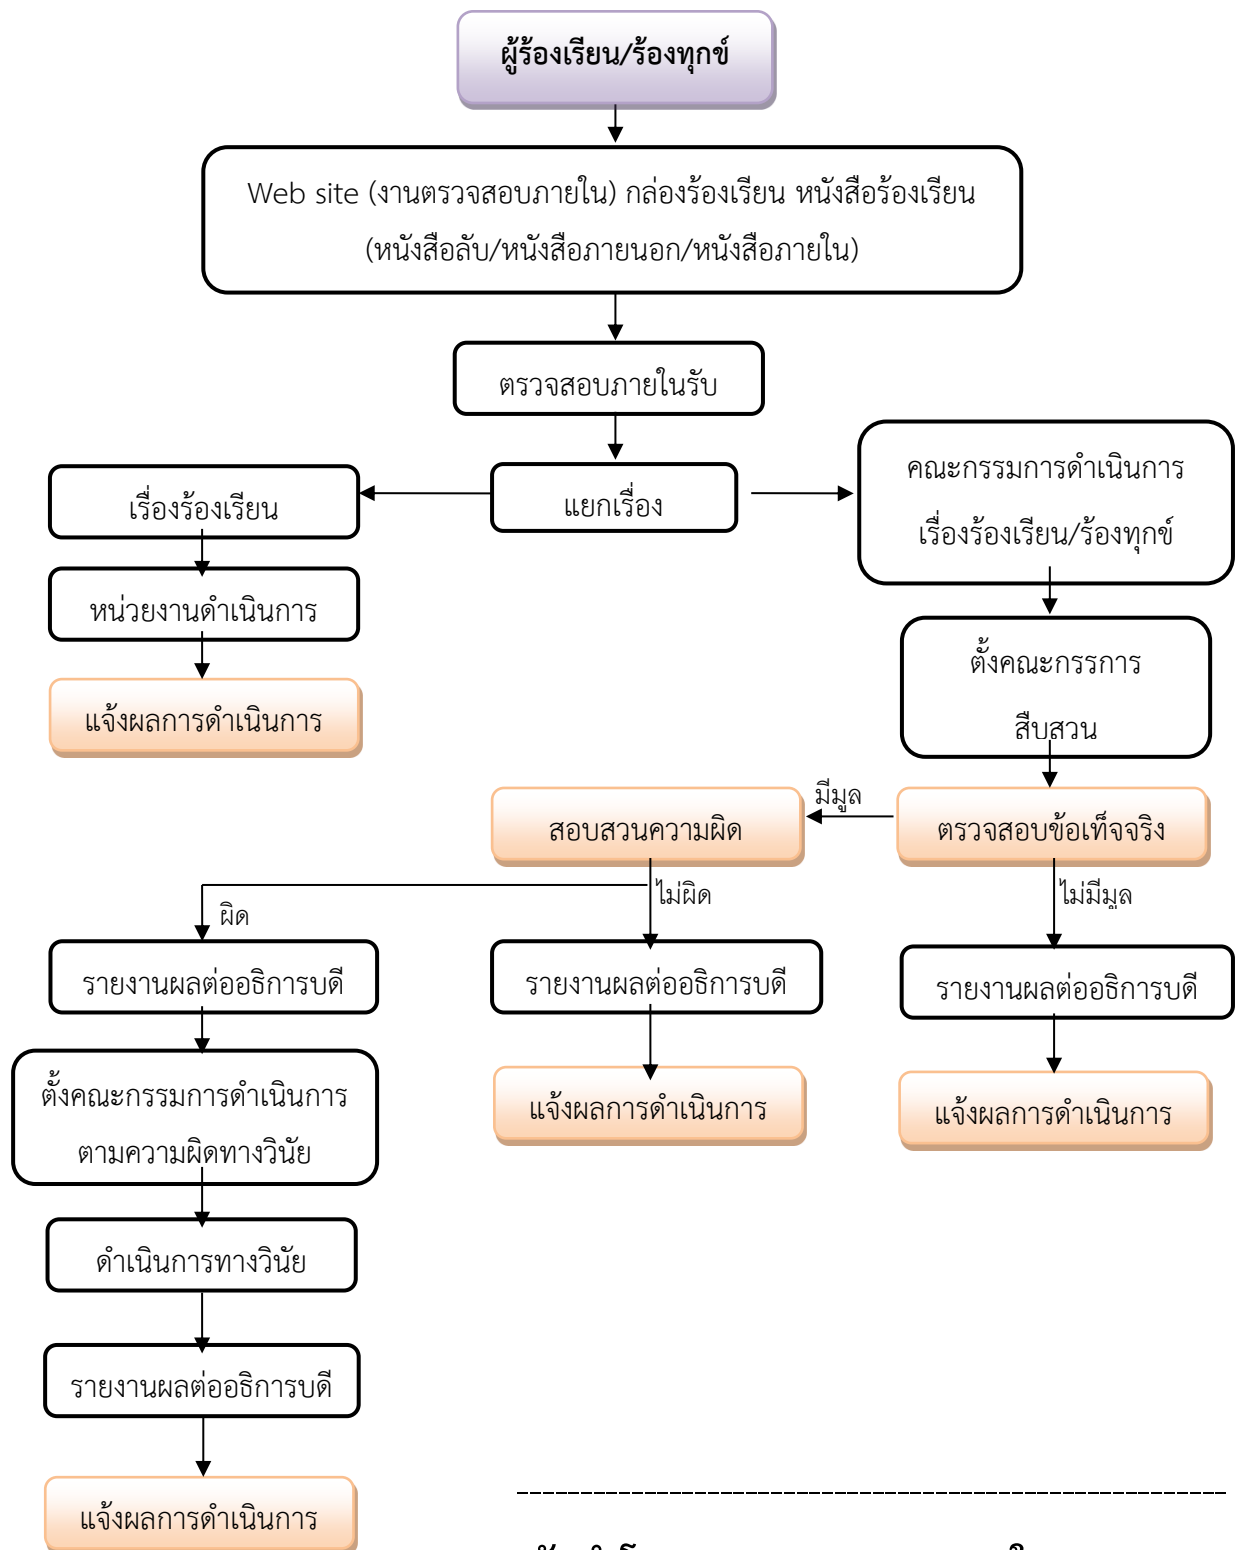 ผู้ร้องเรียน/ร้องทุกข์
Web site (งานตรวจสอบภายใน) กล่องร้องเรียน หนังสือร้องเรียน
(หนังสือลับ/หนังสือภายนอก/หนังสือภายใน)
ตรวจสอบภายในรับ
แยกเรื่อง
เรื่องร้องเรียน
หน่วยงานดำเนินการ
แจ้งผลการดำเนินการ
คณะกรรมการดำเนินการ
เรื่องร้องเรียน/ร้องทุกข์
ตั้งคณะกรรการ
สืบสวน
ตรวจสอบข้อเท็จจริง
มีมูล
สอบสวนความผิด
ไม่มีมูล
ไม่ผิด
ผิด
รายงานผลต่ออธิการบดี
รายงานผลต่ออธิการบดี
รายงานผลต่ออธิการบดี
แจ้งผลการดำเนินการ
แจ้งผลการดำเนินการ
ตั้งคณะกรรมการดำเนินการ
ตามความผิดทางวินัย
ดำเนินการทางวินัย
รายงานผลต่ออธิการบดี
แจ้งผลการดำเนินการ